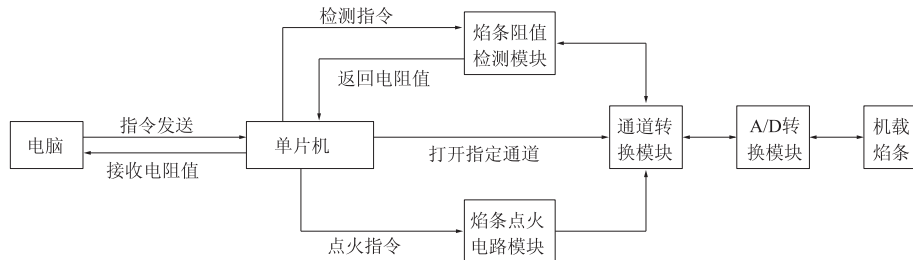 检测指令
焰条阻值
检测模块
返回电阻值
指令发送
电脑
单片机
接收电阻值
打开指定通道
通道转
换模块
A/D转
换模块
机载
焰条
点火指令
焰条点火
电路模块